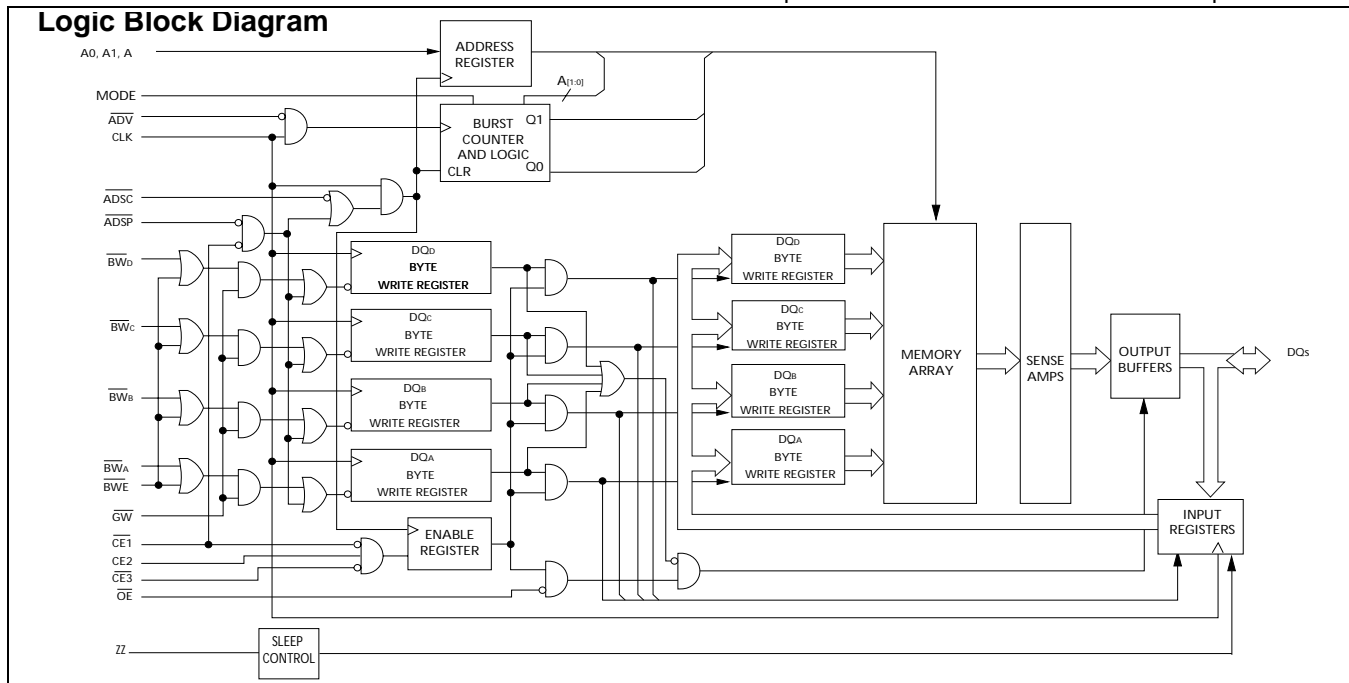 Logic Block Diagram
A0, A1, A
ADDRESS
REGISTER
A[1:0]
MODE
ADV
CLK
BURST
COUNTER
AND LOGIC
CLR
Q1
Q0
ADSC
ADSP
BWD
DQD
BYTE
WRITE REGISTER
BWC
DQC
BYTE
WRITE REGISTER
BWB
DQB
BYTE
WRITE REGISTER
BWA
BWE
DQA
BYTE
WRITE REGISTER
GW
CE1
CE2
CE3
OE
ENABLE
REGISTER
ZZ
SLEEP
CONTROL
DQD
BYTE
WRITE REGISTER
DQC
BYTE
WRITE REGISTER
DQB
BYTE
WRITE REGISTER
DQA
BYTE
WRITE REGISTER
MEMORY
ARRAY
SENSE
AMPS
OUTPUT
BUFFERS
DQs
INPUT
REGISTERS